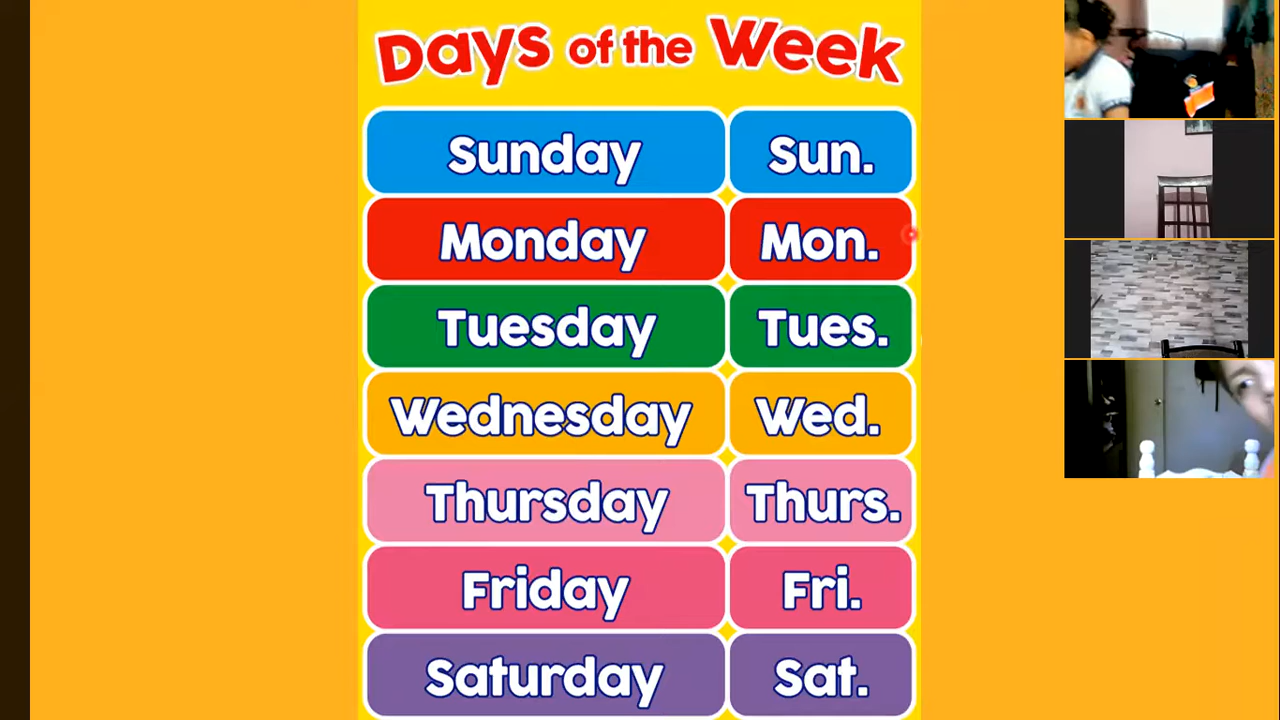 Days of the Week
Sunday Sun.
Monday Mon.
Tuesday Tues.
Wednesday Wed.
Thursday Thurs.
Friday Fri.
Saturday Sat.